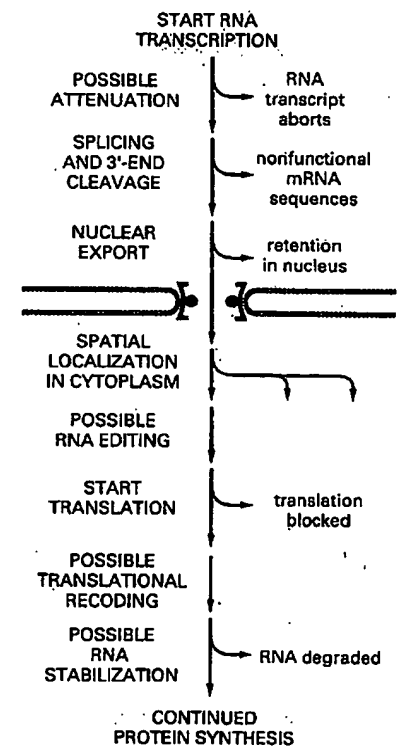 START RNA
TRANSCRIPTION
POSSIBLE
ATTENUATION
RNA
transcript
aborts
SPLICING
AND 3'-END
CLEAVAGE
nonfunctional
mRNA
sequences
NUCLEAR
EXPORT
retention
in nucleus
SPATIAL
LOCALIZATION
IN CYTOPLASM
POSSIBLE
RNA EDITING
START
TRANSLATION
translation
blocked
POSSIBLE
TRANSLATIONAL
RECODING
POSSIBLE
RNA
STABILIZATION
RNA degraded
CONTINUED
PROTEIN SYNTHESIS